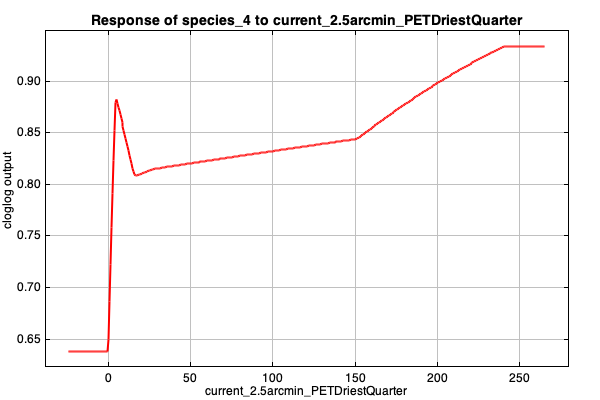 Response of species_4 to current_2.5arcmin_PETDriestQuarter
cloglog output
0.90
0.85
0.80
0.75
0.70
0.65
0 50 100 150 200 250
current_2.5arcmin_PETDriestQuarter